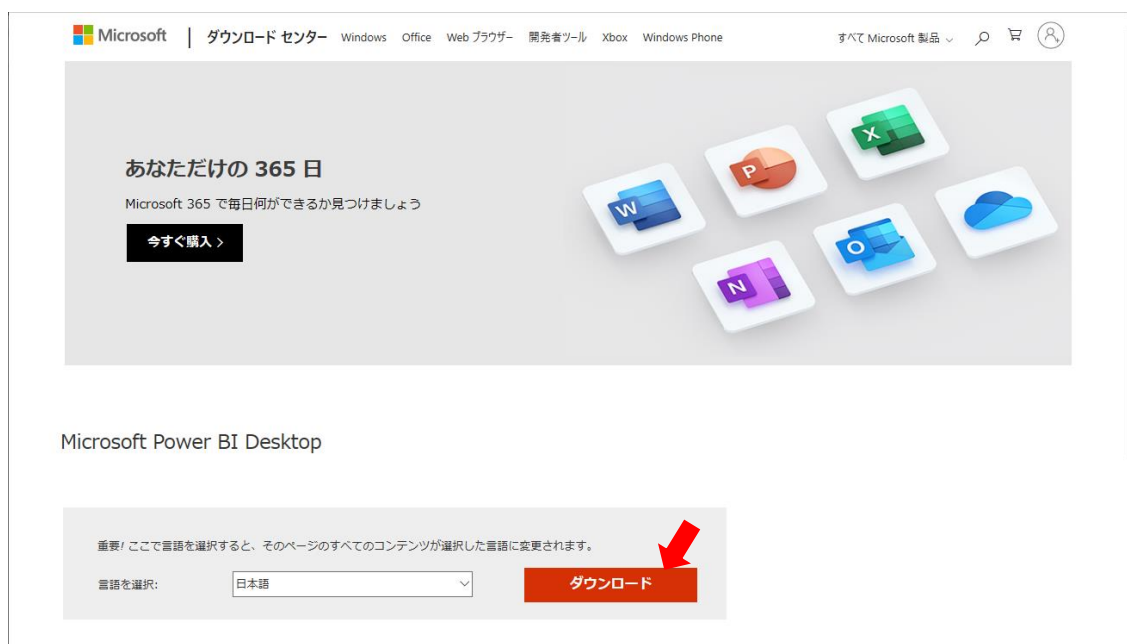 Microsoft | ダウンロード センター Windows Office Web ブラウザー 開発者ツール Xbox Windows Phone すべて Microsoft 製品
あなただけの 365 日
Microsoft 365 で毎日何ができるか見つけましょう
今すぐ購入 >
W
P
X
N
O
Microsoft Power BI Desktop
重要! ここで言語を選択すると、そのページのすべてのコンテンツが選択した言語に変更されます。
言語を選択: 日本語 ダウンロード